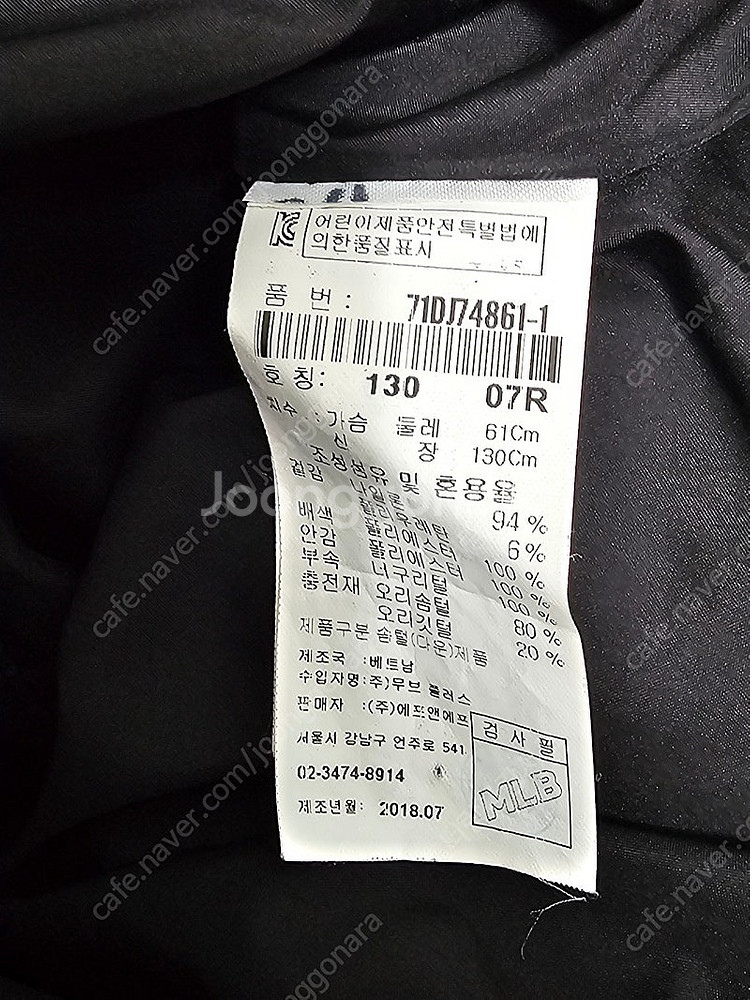 어린이제품안전특별법에
의한품질표시
품 번 : 71DJ74861-1
호칭: 130 07R
치수 : 가슴 둘레 61Cm
신 장 130Cm
조성섬유 및 혼용율
겉감 나일론 94 %
폴리우레탄 6 %
배색 폴리에스터 100 %
안감 폴리에스터 100 %
부속 너구리털 100 %
충전재 오리솜털 80 %
오리깃털 20 %
제품구분 솜털(다운)제품
제조국 : 베트남
수입자명 : 주)무브 플러스
판매자 : (주)에프앤에프
서울시 강남구 언주로 541
02-3474-8914
제조년월: 2018.07
검사필
MLB
Joonggonara
cafe.naver.com/joonggonara